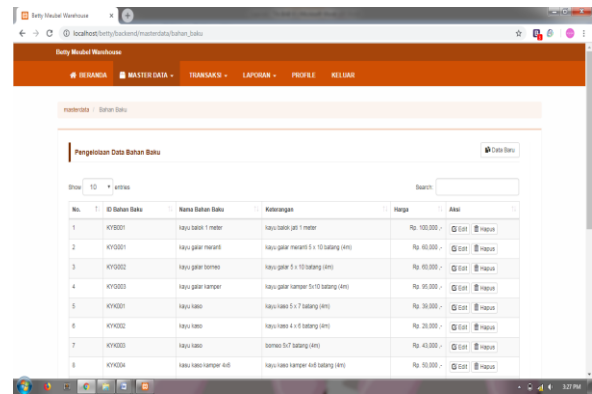 Betty Meubel Warehouse
localhost/betty/backend/masterdata/bahan_baku
Betty Meubel Warehouse
BERANDA MASTER DATA TRANSAKSI LAPORAN PROFILE KELUAR
masterdata / Bahan Baku
Pengelolaan Data Bahan Baku
Data Baru
Show 10 entries
Search:
No. ID Bahan Baku Nama Bahan Baku Keterangan Harga Aksi
1 KYB001 kayu balok 1 meter kayu balok jati 1 meter Rp. 100,000 ,- Edit Hapus
2 KYG001 kayu galar meranti kayu galar meranti 5 x 10 batang (4m) Rp. 60,000 ,- Edit Hapus
3 KYG002 kayu galar borneo kayu galar 5 x 10 batang (4m) Rp. 60,000 ,- Edit Hapus
4 KYG003 kayu galar kamper kayu galar kamper 5x10 batang (4m) Rp. 95,000 ,- Edit Hapus
5 KYK001 kayu kaso kayu kaso 5 x 7 batang (4m) Rp. 39,000 ,- Edit Hapus
6 KYK002 kayu kaso kayu kaso 4 x 6 batang (4m) Rp. 28,000 ,- Edit Hapus
7 KYK003 kayu kaso borneo 5x7 batang (4m) Rp. 43,000 ,- Edit Hapus
8 KYK004 kayu kaso kamper 4x6 kayu kaso kamper 4x6 batang (4m) Rp. 50,000 ,- Edit Hapus
3:27 PM